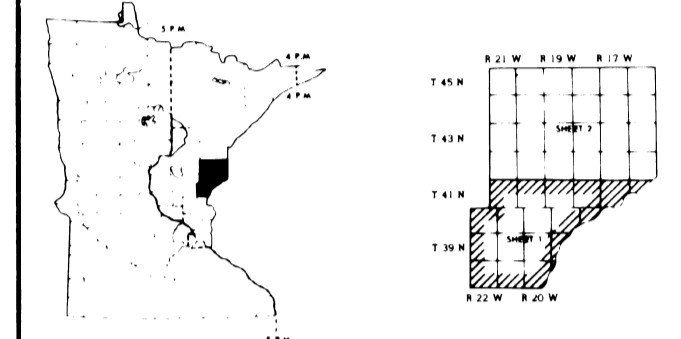 5 P.M
4 P.M
4 P.M
R 21 W R 19 W R 17 W
T 45 N
SHEET 2
T 43 N
T 41 N
SHEET 1
T 39 N
R 22 W R 20 W